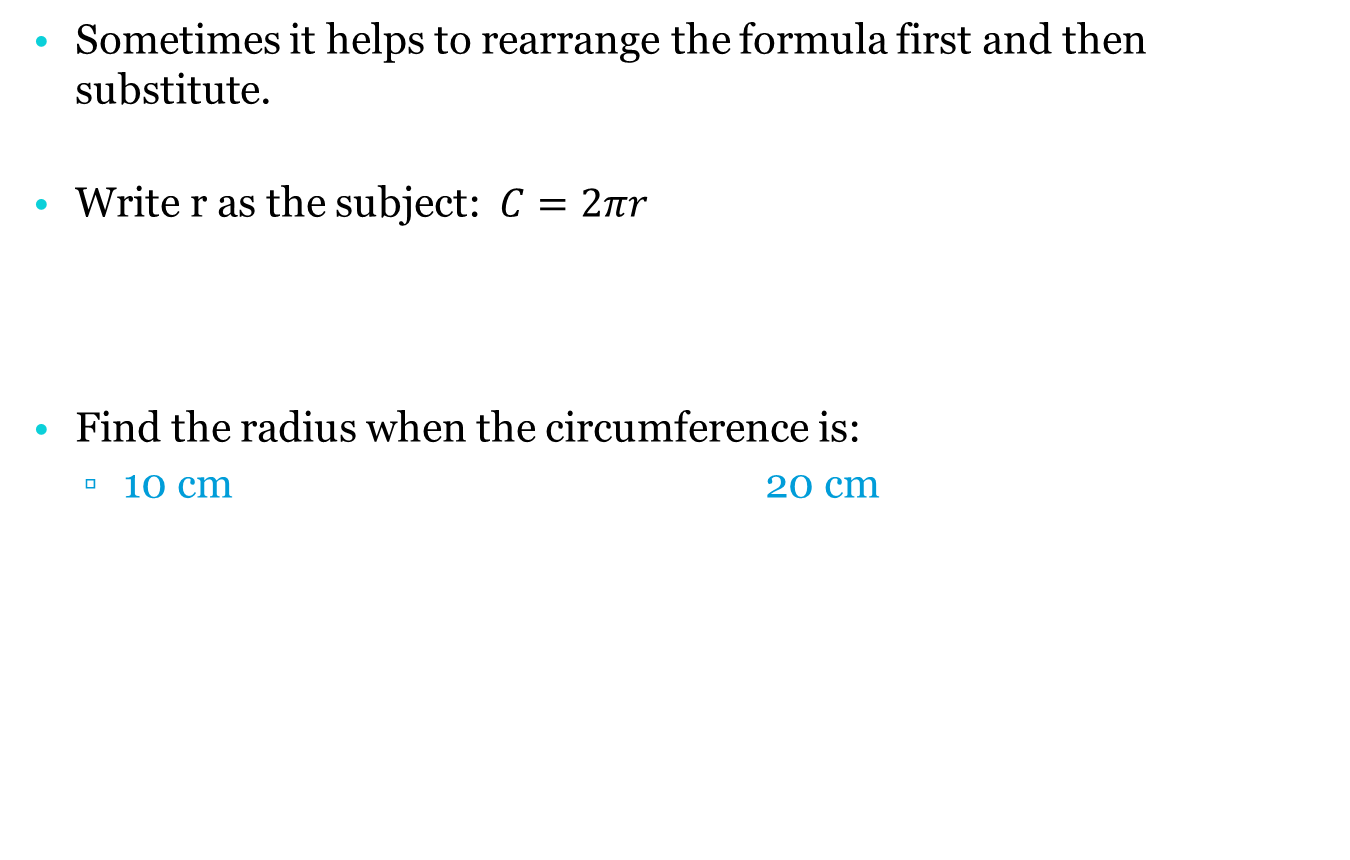 • Sometimes it helps to rearrange the formula first and then
substitute.
• Write r as the subject: C = 2πr
• Find the radius when the circumference is:
▫ 10 cm 20 cm